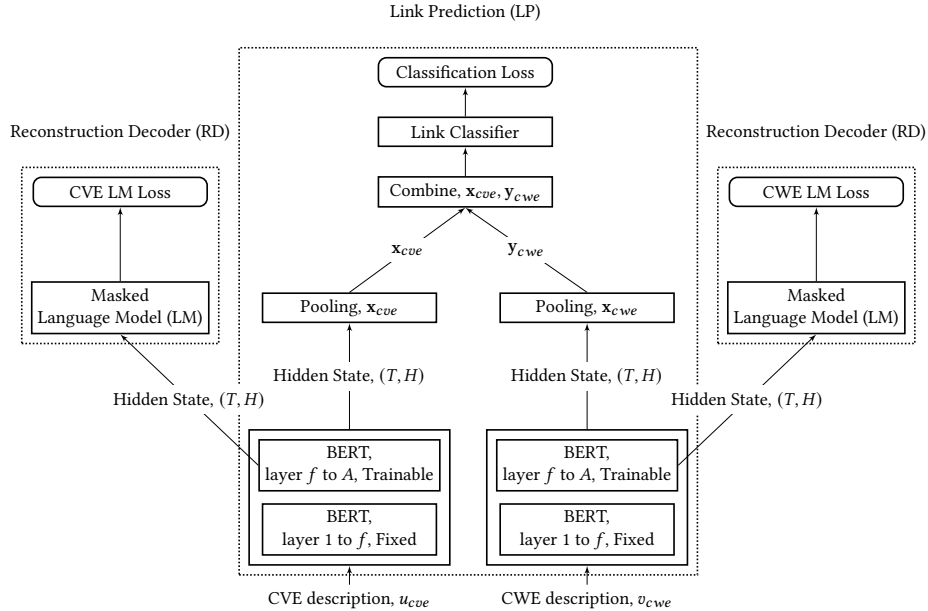 Link Prediction (LP)
Classification Loss
Reconstruction Decoder (RD)
Link Classifier
Reconstruction Decoder (RD)
CVE LM Loss
Combine, x_cve, y_cwe
CWE LM Loss
x_cve
y_cwe
Masked
Language Model (LM)
Pooling, x_cve
Pooling, x_cwe
Masked
Language Model (LM)
Hidden State, (T, H)
Hidden State, (T, H)
Hidden State, (T, H)
Hidden State, (T, H)
BERT,
layer f to A, Trainable
BERT,
layer f to A, Trainable
BERT,
layer 1 to f, Fixed
BERT,
layer 1 to f, Fixed
CVE description, u_cve
CWE description, v_cwe